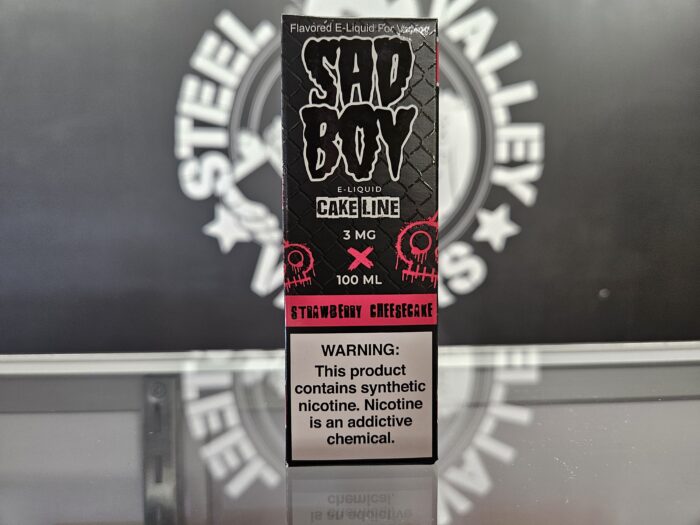 Flavored E-Liquid For Vaping
SAD
BOY
E-LIQUID
CAKE LINE
3 MG
X
100 ML
STRAWBERRY CHEESECAKE
WARNING:
This product
contains synthetic
nicotine. Nicotine
is an addictive
chemical.
STEEL VALLEY